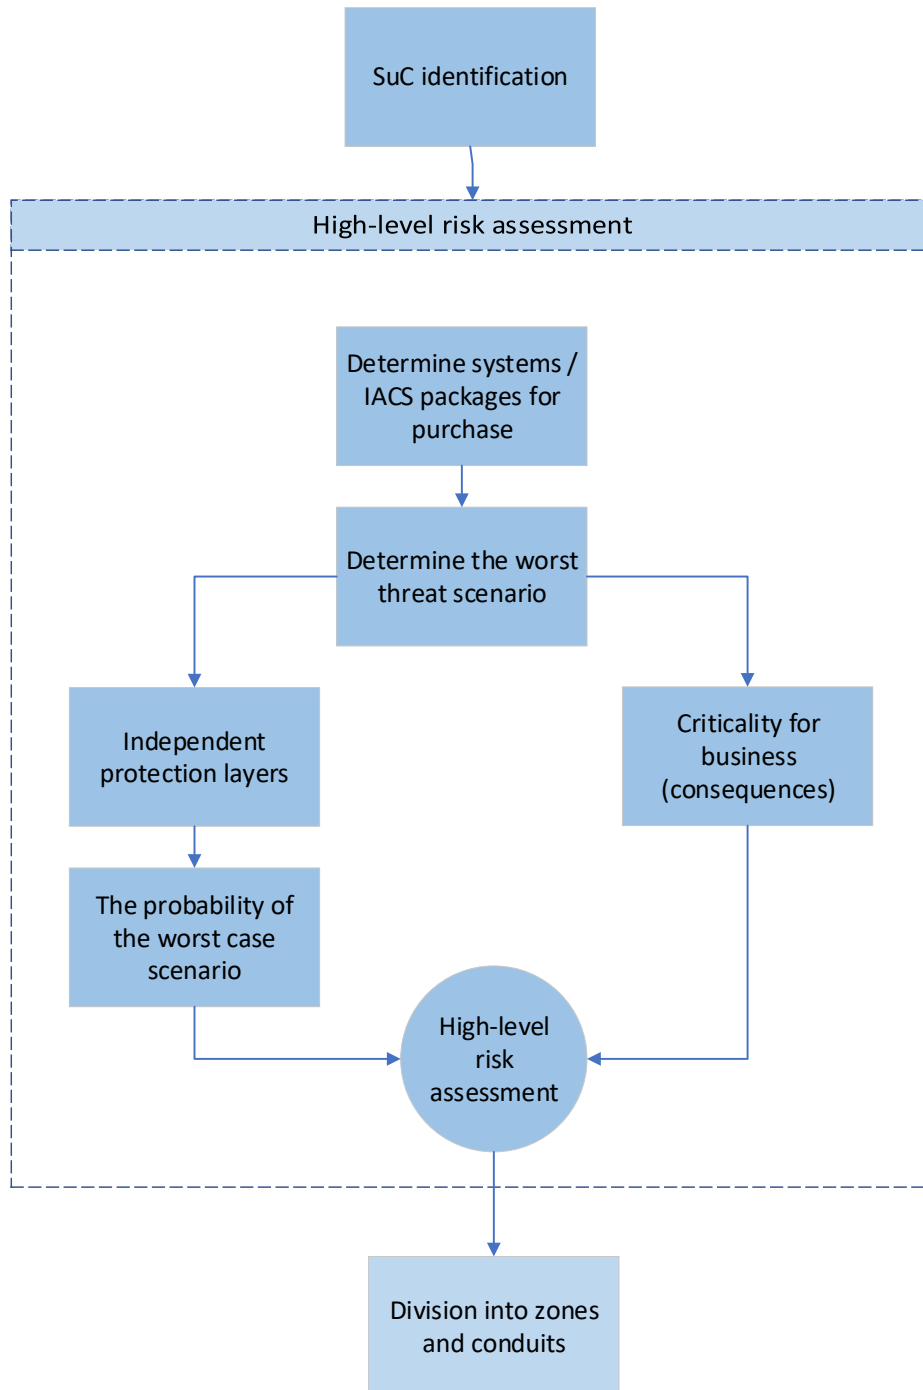 SuC identification
High-level risk assessment
Determine systems /
IACS packages for
purchase
Determine the worst
threat scenario
Independent
protection layers
Criticality for
business
(consequences)
The probability of
the worst case
scenario
High-level
risk
assessment
Division into zones
and conduits